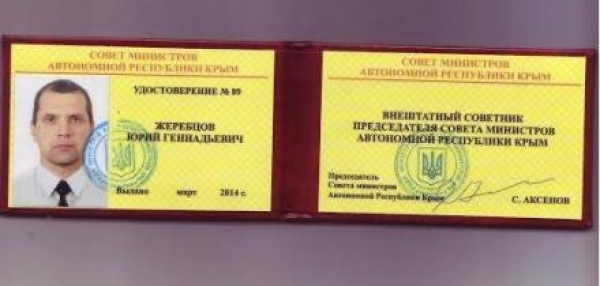 СОВЕТ МИНИСТРОВ
АВТОНОМНОЙ РЕСПУБЛИКИ КРЫМ
УДОСТОВЕРЕНИЕ № 89
ЖЕРЕБЦОВ
ЮРИЙ ГЕННАДЬЕВИЧ
Выдано март 2014 г.
СОВЕТ МИНИСТРОВ
АВТОНОМНОЙ РЕСПУБЛИКИ КРЫМ
ВНЕШТАТНЫЙ СОВЕТНИК
ПРЕДСЕДАТЕЛЯ СОВЕТА МИНИСТРОВ
АВТОНОМНОЙ РЕСПУБЛИКИ КРЫМ
Председатель
Совета министров
Автономной Республики Крым
С. АКСЕНОВ